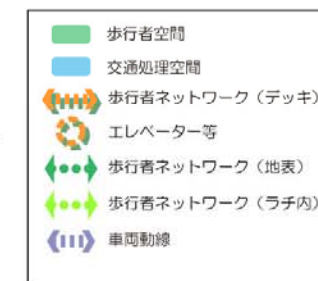 歩行者空間
交通処理空間
歩行者ネットワーク（デッキ）
エレベーター等
歩行者ネットワーク（地表）
歩行者ネットワーク（ラチ内）
車両動線